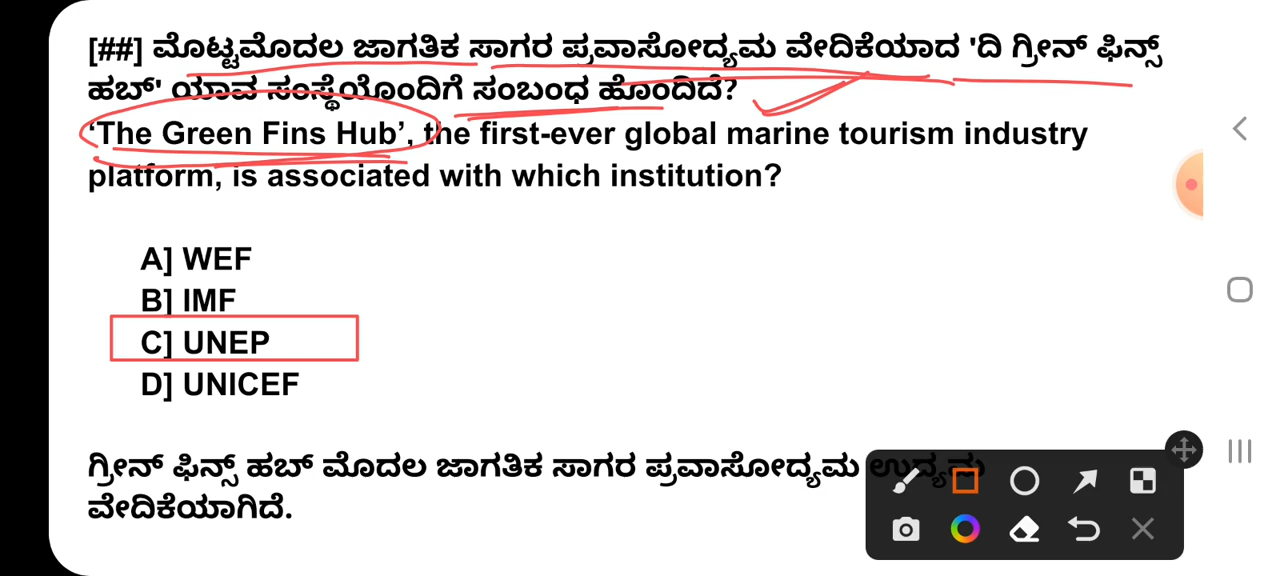 [##] ಮೊಟ್ಟಮೊದಲ ಜಾಗತಿಕ ಸಾಗರ ಪ್ರವಾಸೋದ್ಯಮ ವೇದಿಕೆಯಾದ 'ದಿ ಗ್ರೀನ್ ಫಿನ್ಸ್
ಹಬ್' ಯಾವ ಸಂಸ್ಥೆಯೊಂದಿಗೆ ಸಂಬಂಧ ಹೊಂದಿದೆ?
‘The Green Fins Hub’, the first-ever global marine tourism industry
platform, is associated with which institution?
A] WEF
B] IMF
C] UNEP
D] UNICEF
ಗ್ರೀನ್ ಫಿನ್ಸ್ ಹಬ್ ಮೊದಲ ಜಾಗತಿಕ ಸಾಗರ ಪ್ರವಾಸೋದ್ಯಮ
ವೇದಿಕೆಯಾಗಿದೆ.